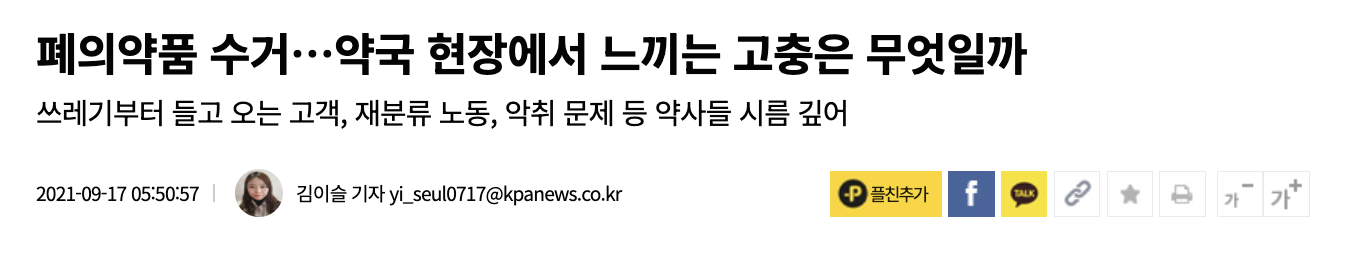 폐의약품 수거…약국 현장에서 느끼는 고충은 무엇일까
쓰레기부터 들고 오는 고객, 재분류 노동, 악취 문제 등 약사들 시름 깊어
2021-09-17 05:50:57 | 김이슬 기자 yi_seul0717@kpanews.co.kr P 플친추가 f TALK 가- 가+